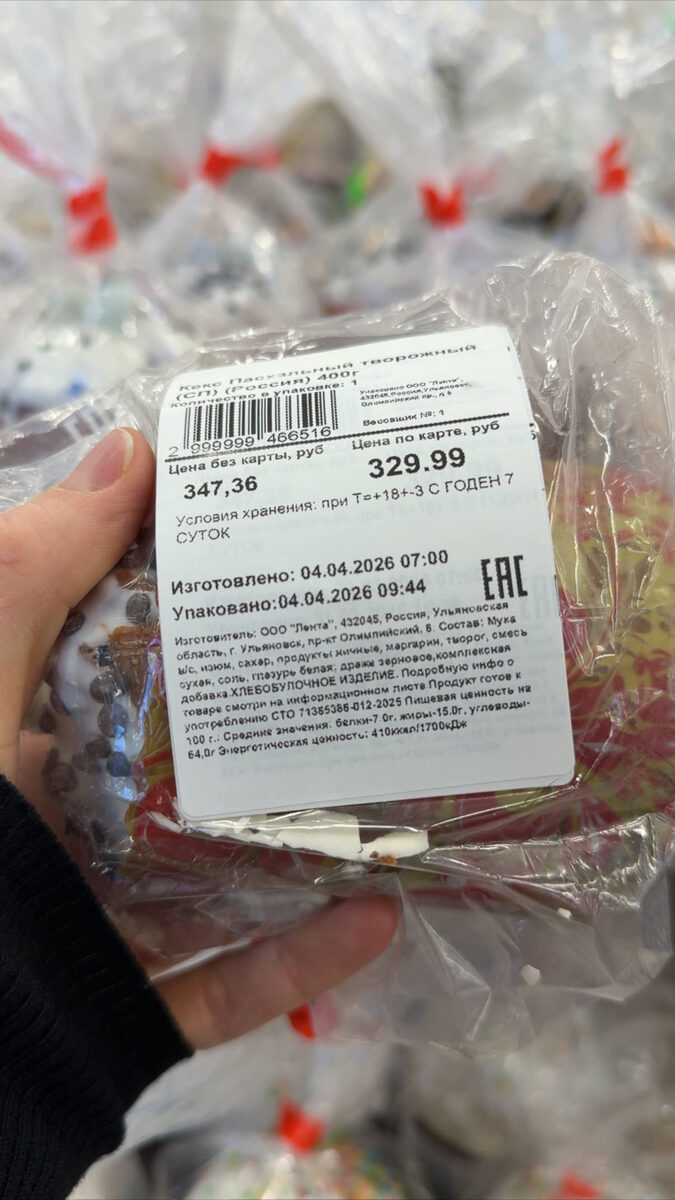 Кекс Пасхальный творожный
(СП) (Россия) 400г
Количество в упаковке: 1
Упаковано ООО "Лента",
432045, Россия, Ульяновск,
Олимпийский пр., д.6
Весовщик №: 1
2 999999 466516
Цена без карты, руб
Цена по карте, руб
347,36
329.99
Условия хранения: при Т=+18+-3 С ГОДЕН 7
СУТОК
Изготовлено: 04.04.2026 07:00
Упаковано:04.04.2026 09:44
EAC
Изготовитель: ООО "Лента", 432045, Россия, Ульяновская
область, г. Ульяновск, пр-кт Олимпийский, 6. Состав: Мука
в/с, изюм, сахар, продукты яичные, маргарин, творог, смесь
сухая, соль, глазурь белая, драже зерновое,комплексная
добавка.ХЛЕБОБУЛОЧНОЕ ИЗДЕЛИЕ. Подробную инфо о
товаре смотри на информационном листе Продукт готов к
употреблению СТО 71385386-012-2025 Пищевая ценность на
100 г.: Средние значения: белки-7.0г, жиры-15.0г, углеводы-
64,0г Энергетическая ценность: 410ккал/1700кДж